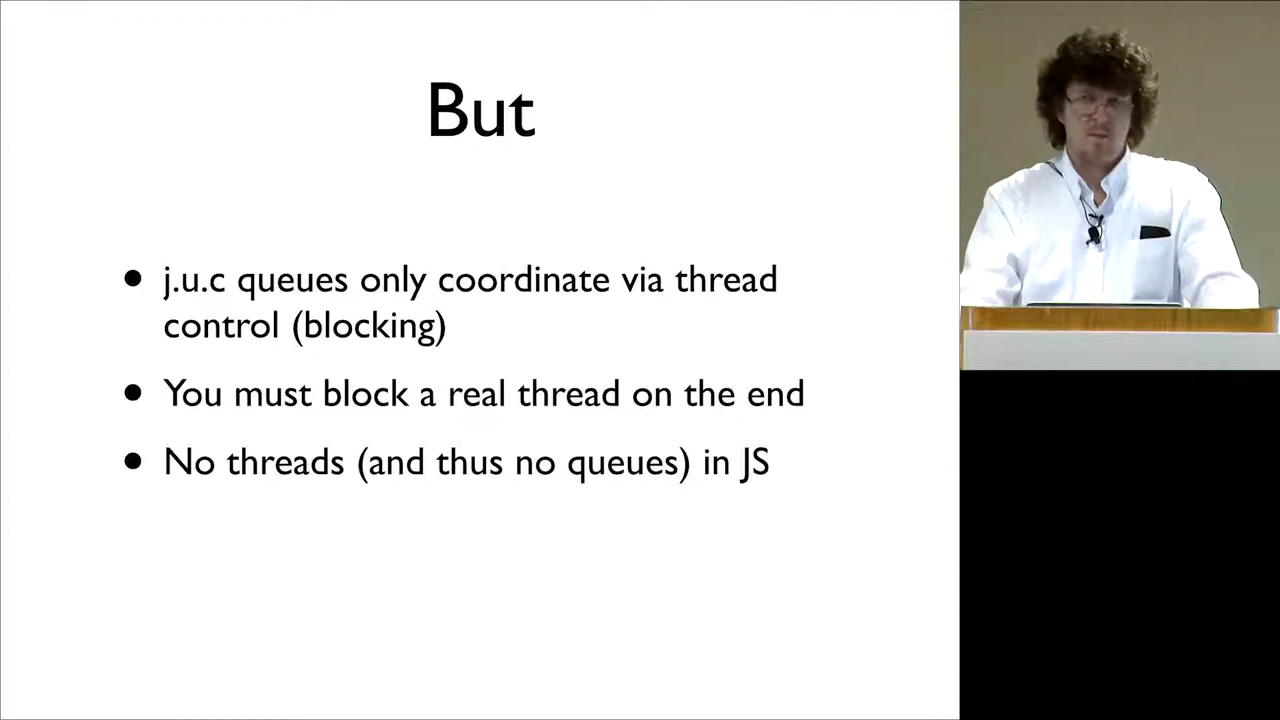 But
• j.u.c queues only coordinate via thread
control (blocking)
• You must block a real thread on the end
• No threads (and thus no queues) in JS